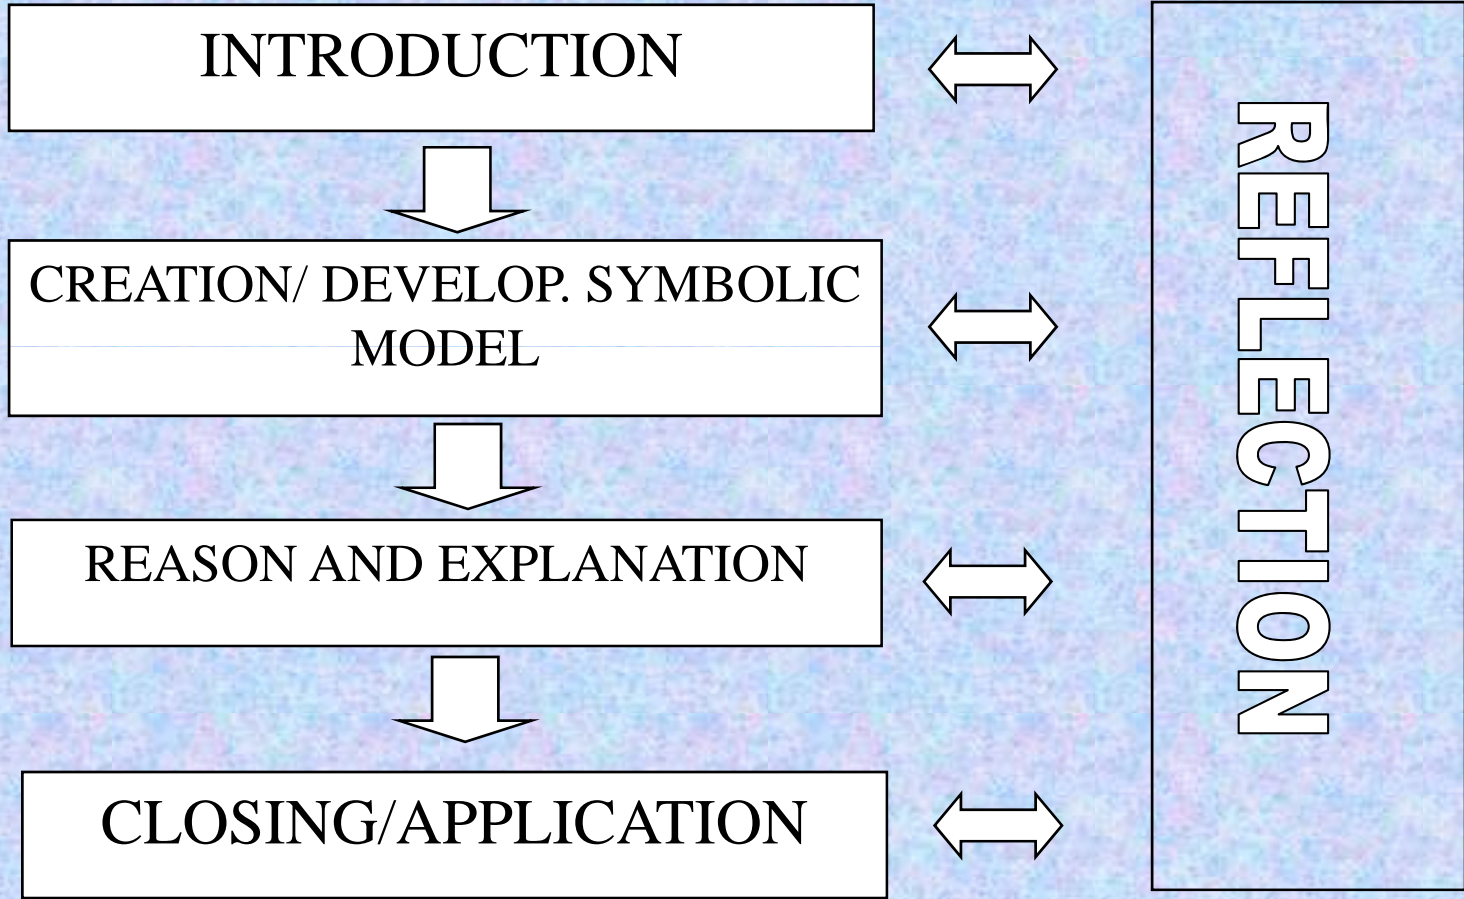 INTRODUCTION
CREATION/ DEVELOP. SYMBOLIC
MODEL
REASON AND EXPLANATION
CLOSING/APPLICATION
REFLECTION